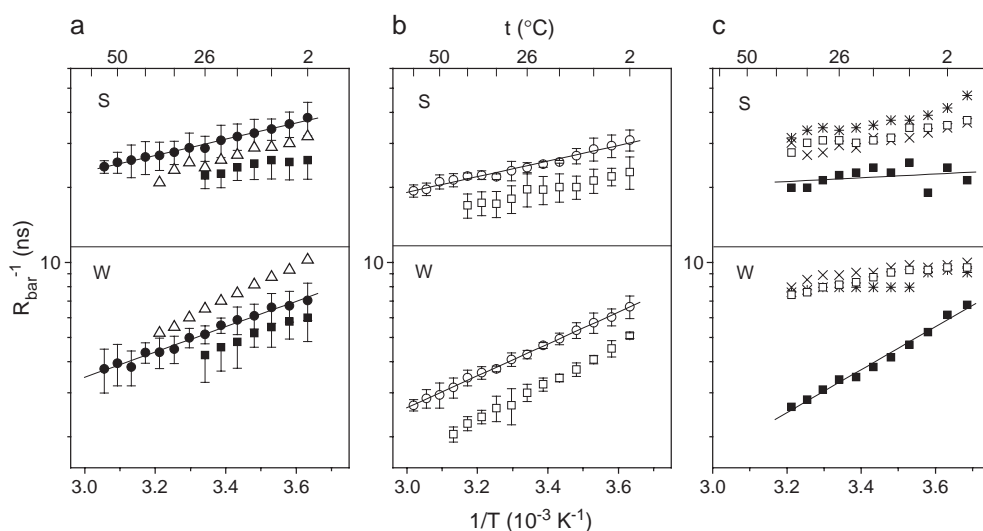 a b c
t (°C)
50 26 2 50 26 2 50 26 2
S S S
R_bar^-1 (ns)
10 W W 10 W
3.0 3.2 3.4 3.6 3.0 3.2 3.4 3.6 3.0 3.2 3.4 3.6
1/T (10^-3 K^-1)